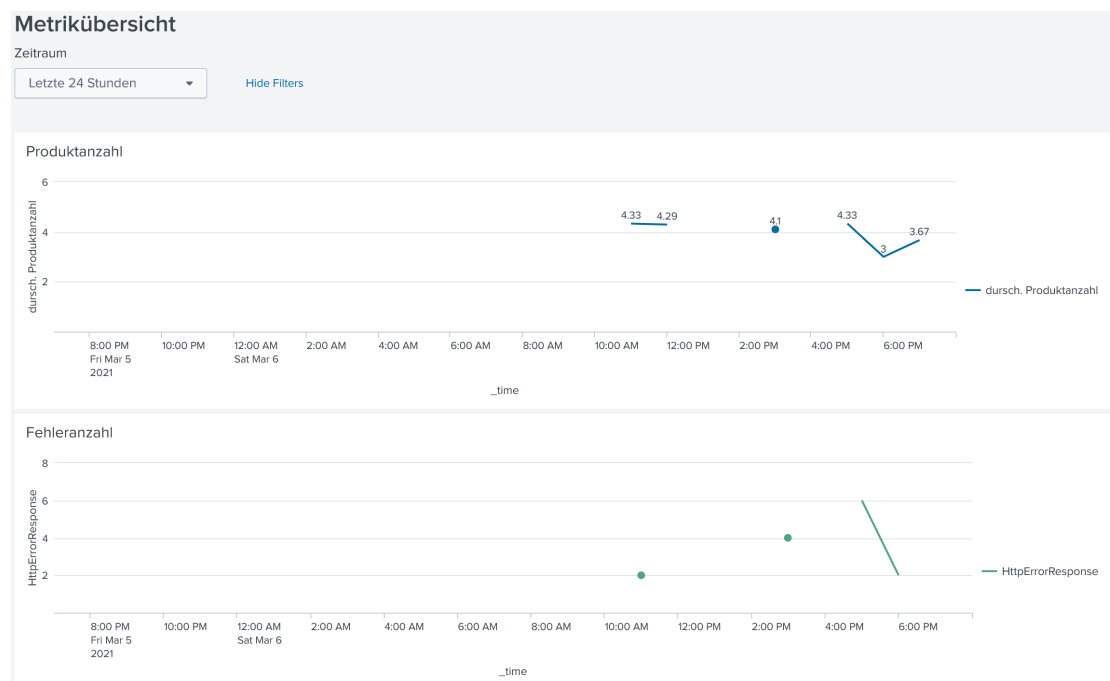 Metrikübersicht
Zeitraum
Letzte 24 Stunden
Hide Filters
Produktanzahl
6
4
2
dursch. Produktanzahl
4.33
4.29
4.1
4.33
3
3.67
dursch. Produktanzahl
8:00 PM
Fri Mar 5
2021
10:00 PM
12:00 AM
Sat Mar 6
2:00 AM
4:00 AM
6:00 AM
8:00 AM
10:00 AM
12:00 PM
2:00 PM
4:00 PM
6:00 PM
_time
Fehleranzahl
8
6
4
2
HttpErrorResponse
HttpErrorResponse
8:00 PM
Fri Mar 5
2021
10:00 PM
12:00 AM
Sat Mar 6
2:00 AM
4:00 AM
6:00 AM
8:00 AM
10:00 AM
12:00 PM
2:00 PM
4:00 PM
6:00 PM
_time